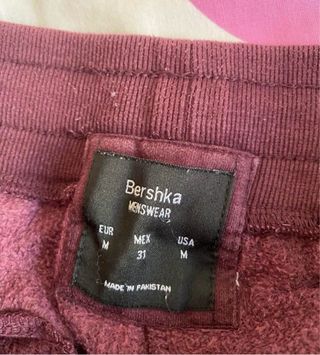 Bershka
MENSWEAR
EUR MEX USA
M 31 M
MADE IN PAKISTAN